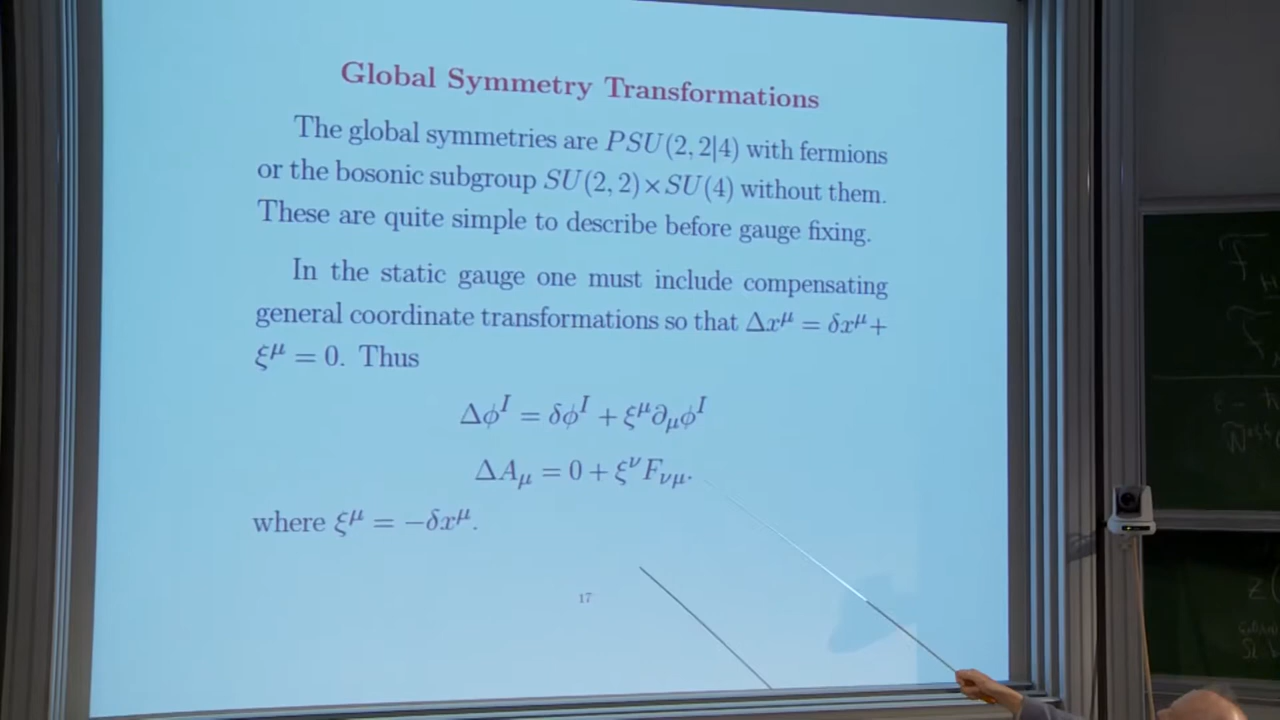 Global Symmetry Transformations
The global symmetries are PSU(2, 2|4) with fermions
or the bosonic subgroup SU(2, 2) × SU(4) without them.
These are quite simple to describe before gauge fixing.
In the static gauge one must include compensating
general coordinate transformations so that Δx^μ = δx^μ +
ξ^μ = 0. Thus
Δϕ^I = δϕ^I + ξ^μ ∂_μ ϕ^I
ΔA_μ = 0 + ξ^ν F_νμ.
where ξ^μ = −δx^μ.
17